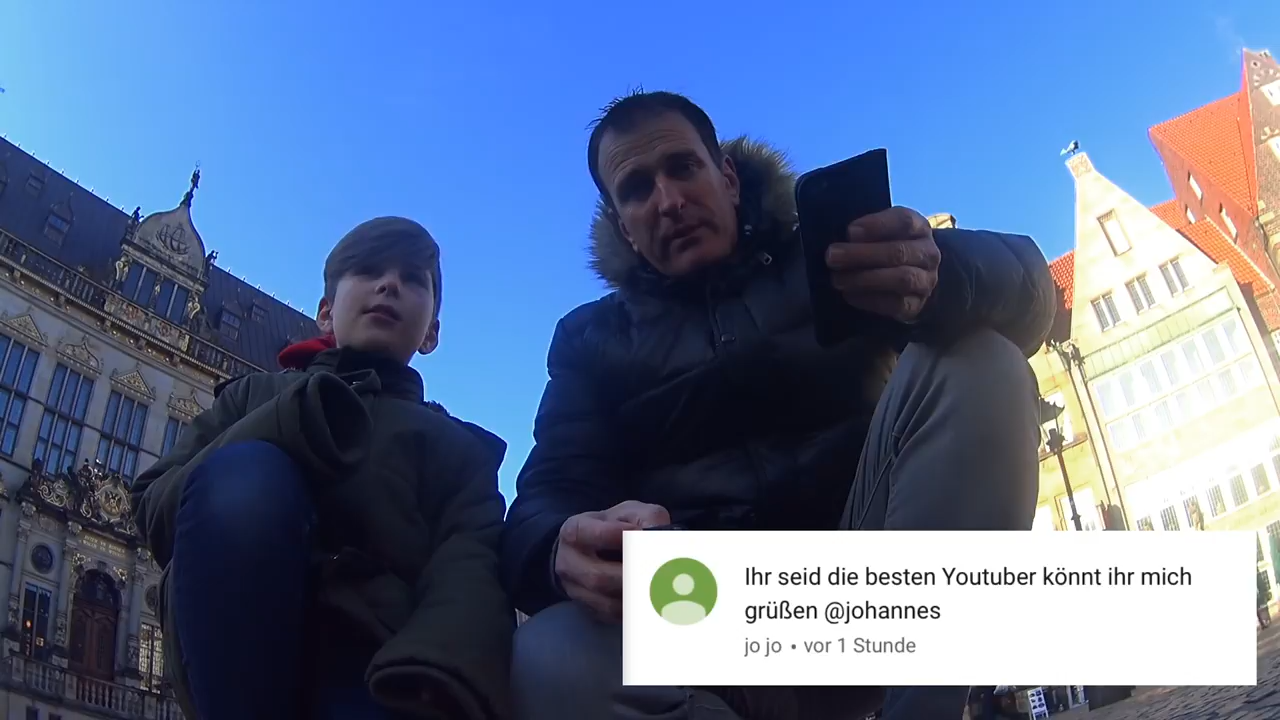 Ihr seid die besten Youtuber könnt ihr mich
grüßen @johannes
jo jo • vor 1 Stunde